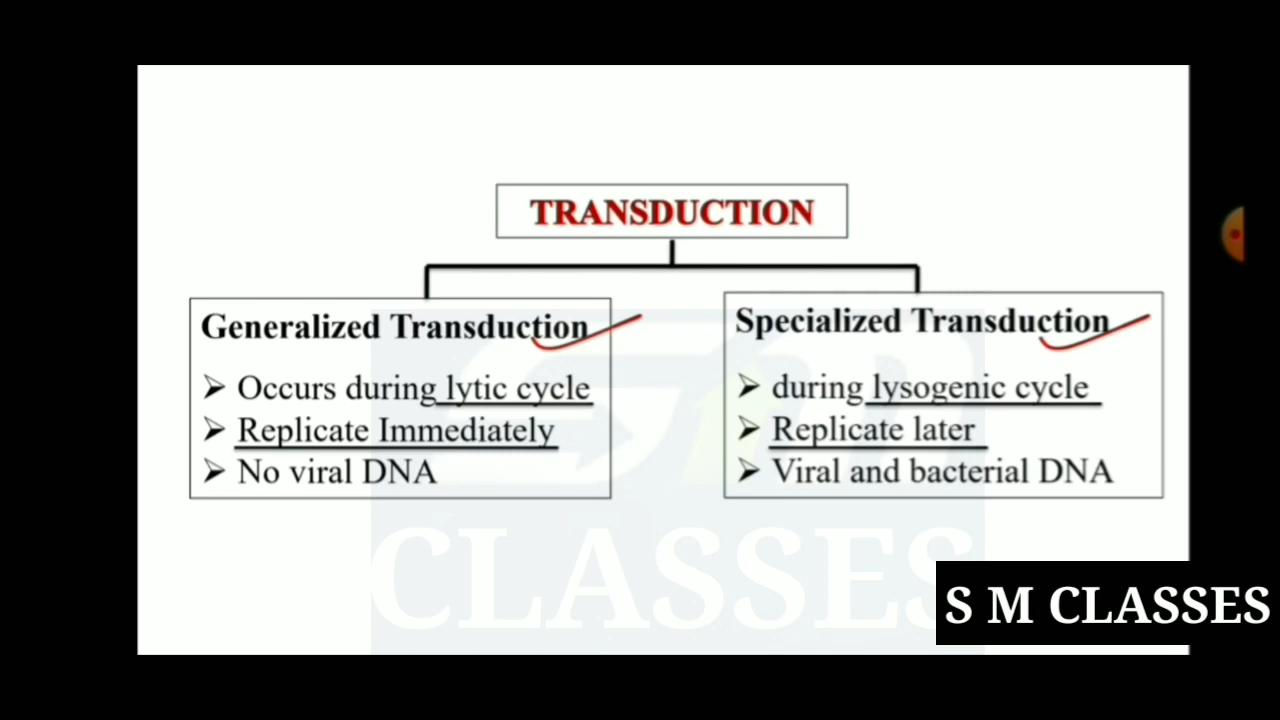 TRANSDUCTION
Generalized Transduction
➢ Occurs during lytic cycle
➢ Replicate Immediately
➢ No viral DNA
Specialized Transduction
➢ during lysogenic cycle
➢ Replicate later
➢ Viral and bacterial DNA
CLASSES
S M CLASSES